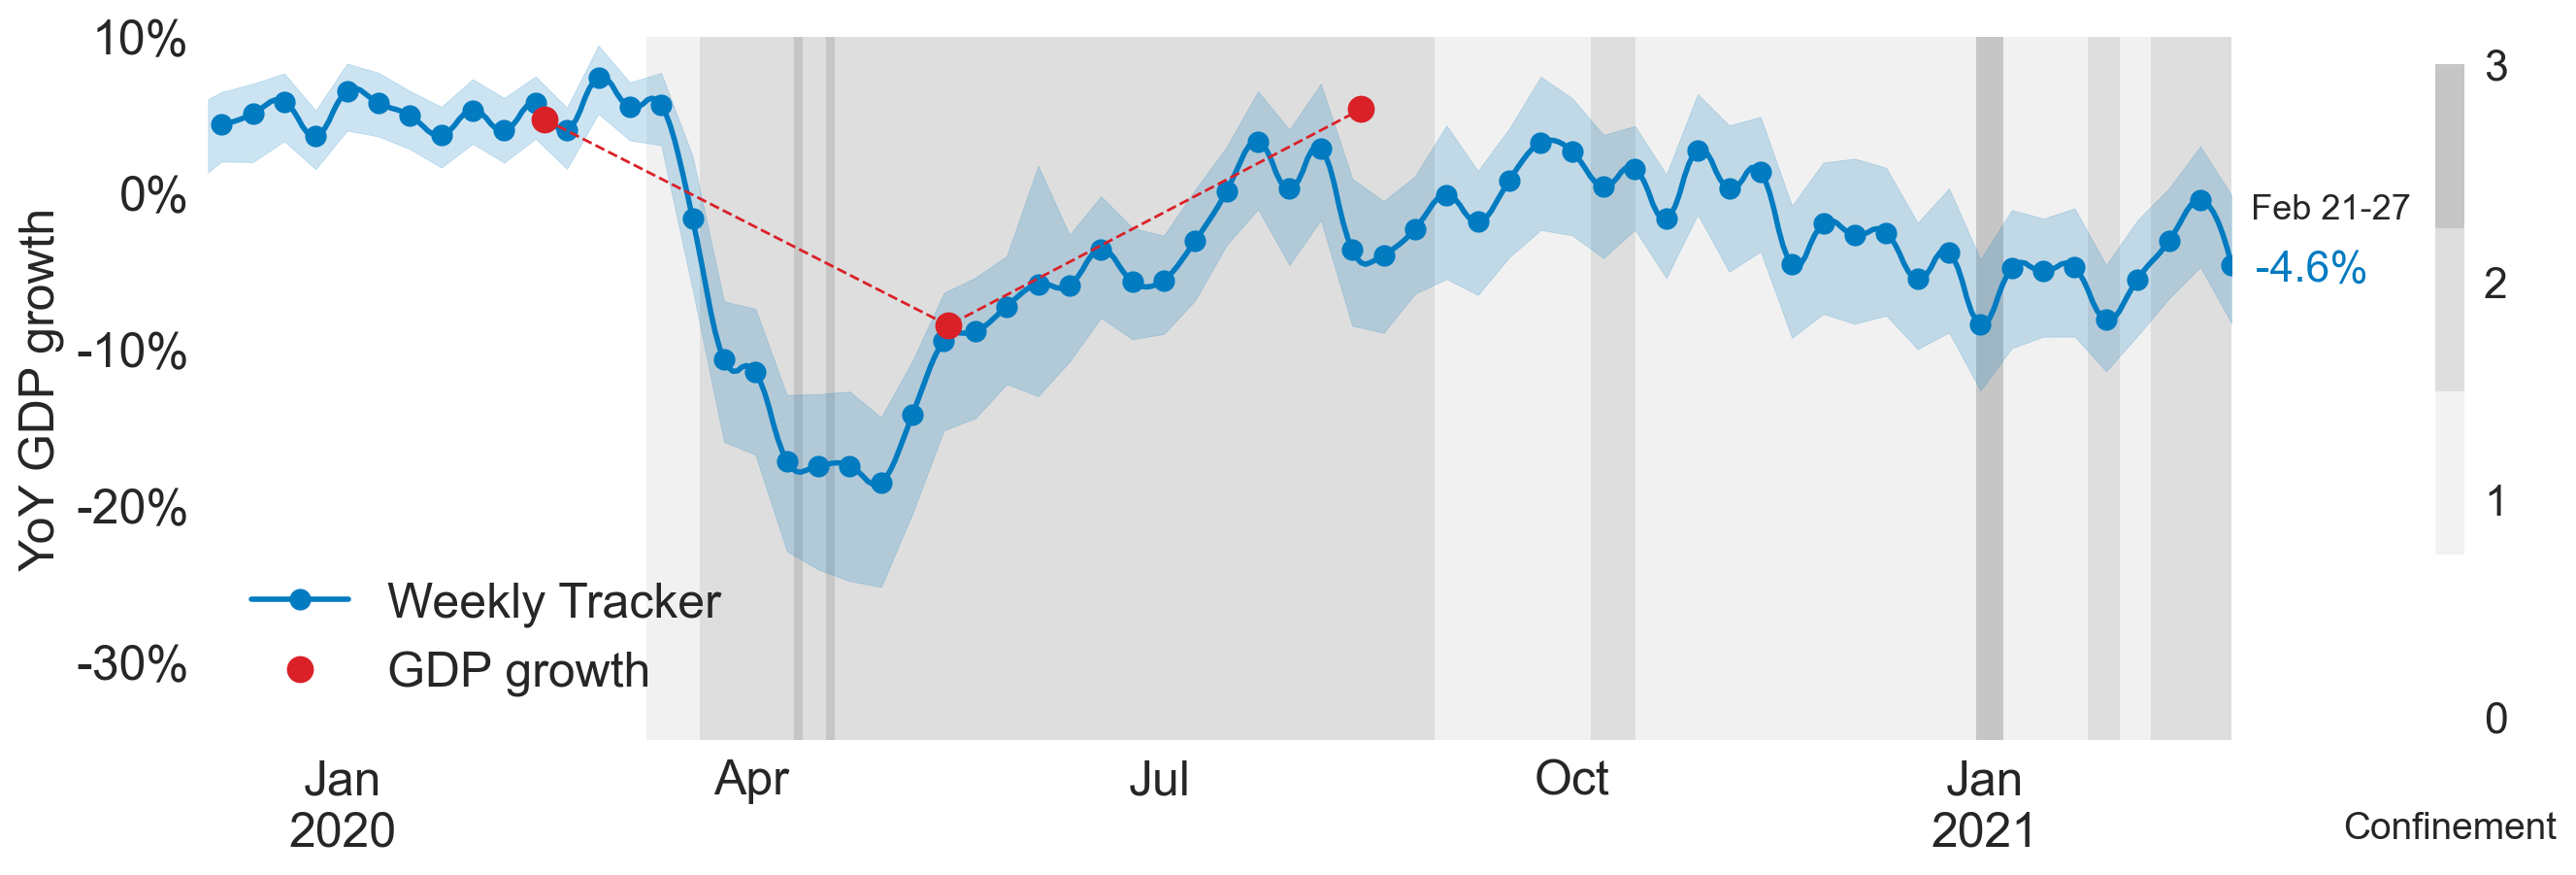 YoY GDP growth
10%
0%
-10%
-20%
-30%
Weekly Tracker
GDP growth
Jan
2020
Apr
Jul
Oct
Jan
2021
Feb 21-27
-4.6%
3
2
1
0
Confinement